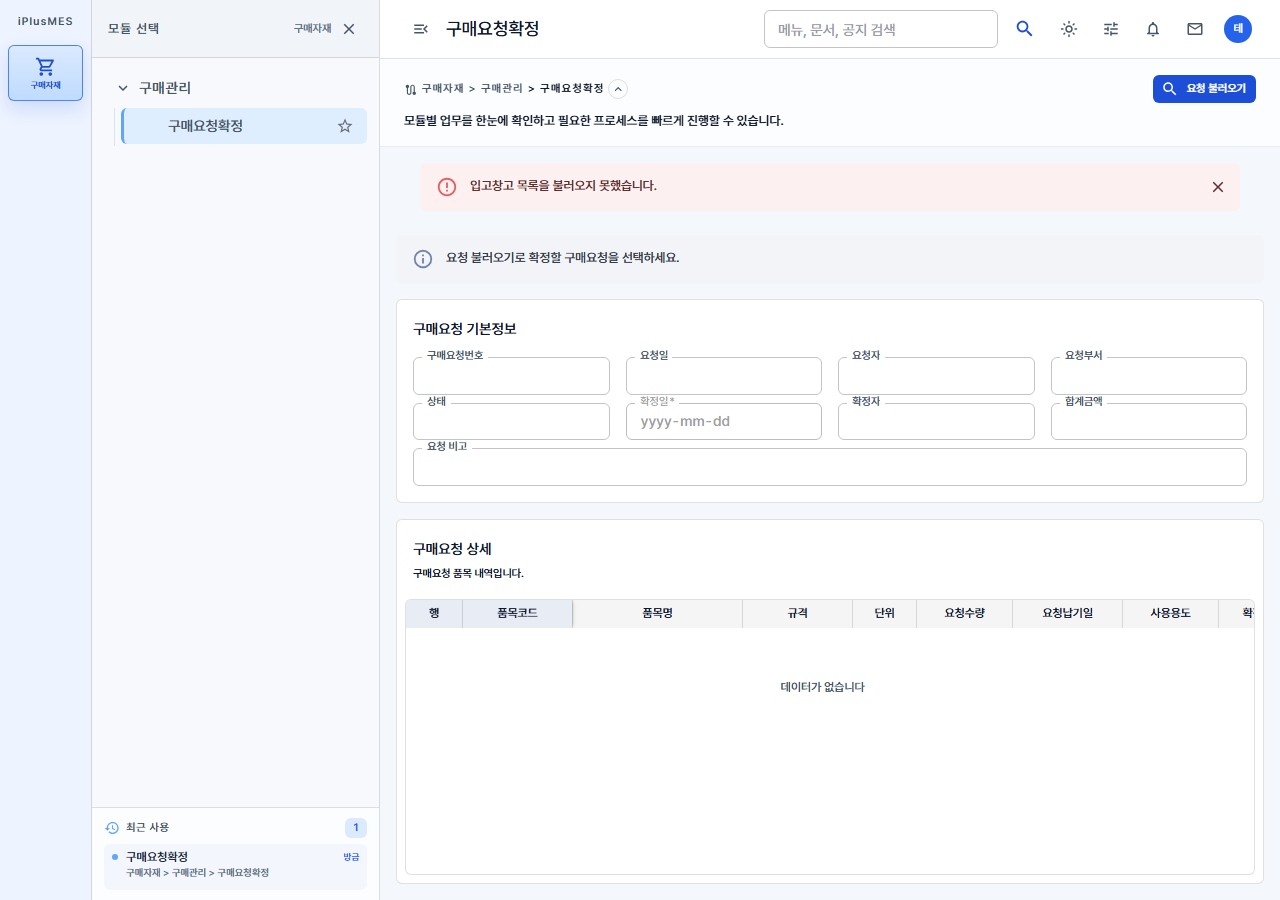 iPlusMES
구매자재
모듈 선택
구매자재
구매관리
구매요청확정
최근 사용
1
구매요청확정
방금
구매자재 > 구매관리 > 구매요청확정
구매요청확정
메뉴, 문서, 공지 검색
테
구매자재 > 구매관리 > 구매요청확정
요청 불러오기
모듈별 업무를 한눈에 확인하고 필요한 프로세스를 빠르게 진행할 수 있습니다.
입고창고 목록을 불러오지 못했습니다.
요청 불러오기로 확정할 구매요청을 선택하세요.
구매요청 기본정보
구매요청번호 요청일 요청자 요청부서
상태 확정일* 확정자 합계금액
yyyy-mm-dd
요청 비고
구매요청 상세
구매요청 품목 내역입니다.
행 품목코드 품목명 규격 단위 요청수량 요청납기일 사용용도
데이터가 없습니다